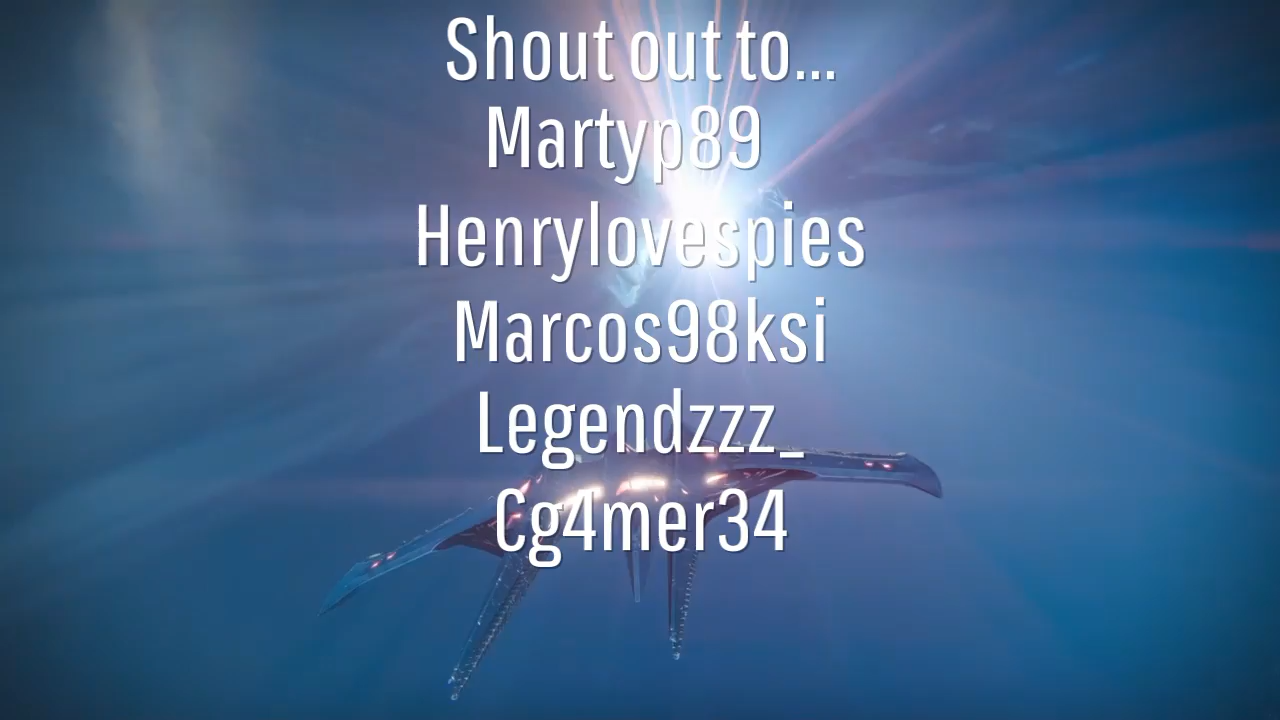 Shout out to...
Martyp89
Henrylovespies
Marcos98ksi
Legendzzz_
Cg4mer34